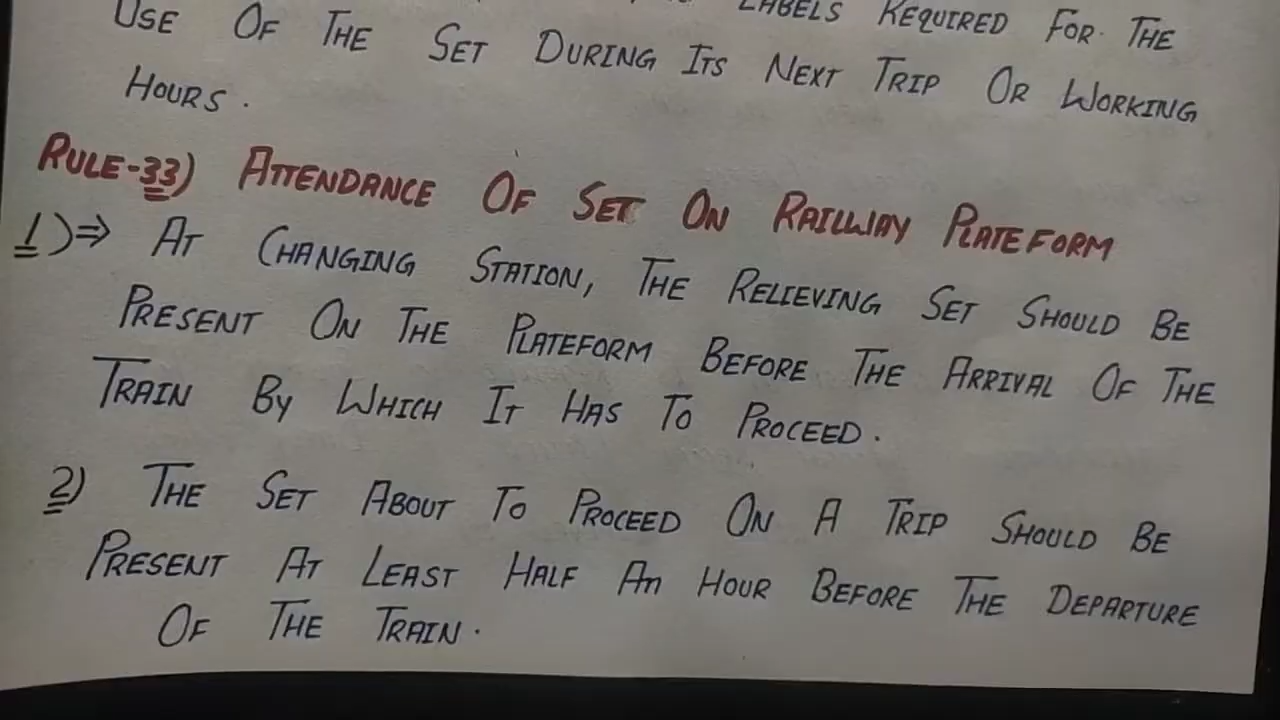 LABELS REQUIRED FOR THE
USE OF THE SET DURING ITS NEXT TRIP OR WORKING
HOURS.
RULE-33) ATTENDANCE OF SET ON RAILWAY PLATEFORM
1)⇒ AT CHANGING STATION, THE RELIEVING SET SHOULD BE
PRESENT ON THE PLATEFORM BEFORE THE ARRIVAL OF THE
TRAIN BY WHICH IT HAS TO PROCEED.
2) THE SET ABOUT TO PROCEED ON A TRIP SHOULD BE
PRESENT AT LEAST HALF AN HOUR BEFORE THE DEPARTURE
OF THE TRAIN.